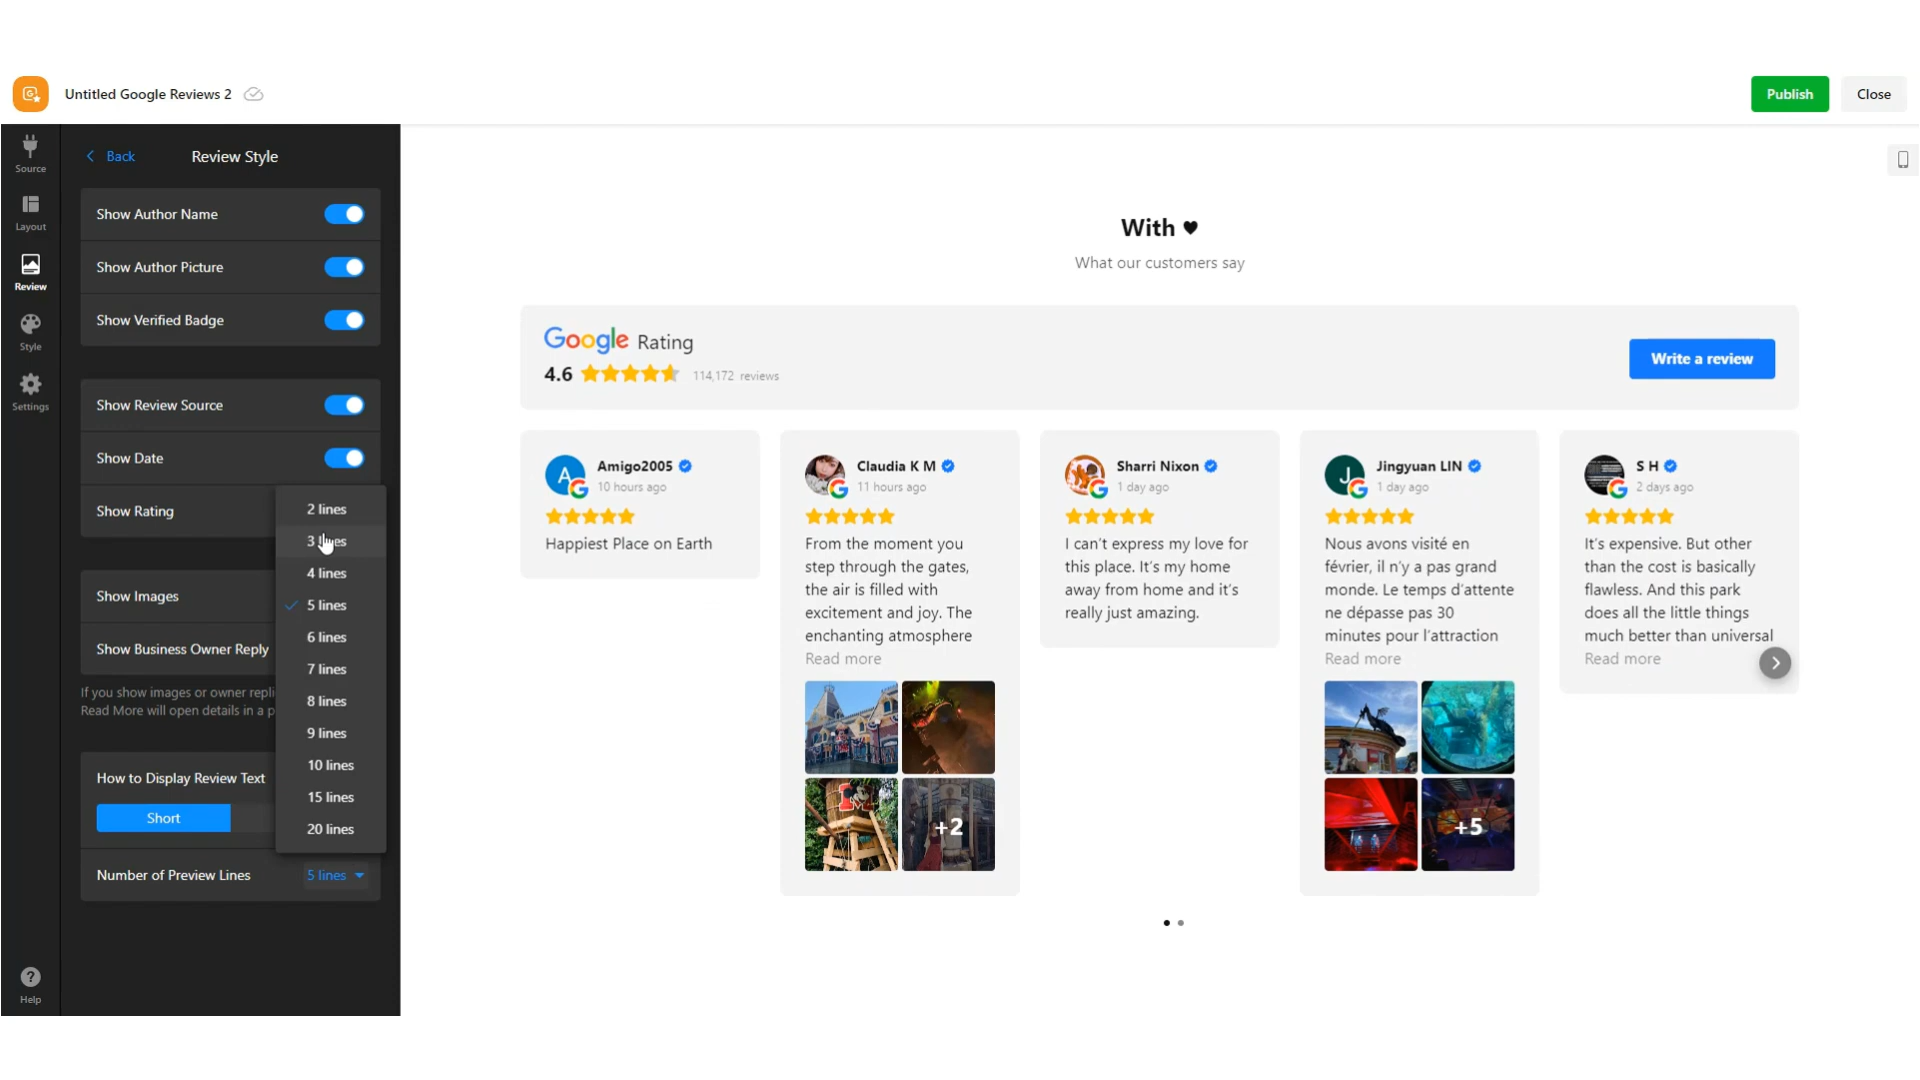 Untitled Google Reviews 2
Publish
Close
Source
Layout
Review
Style
Settings
Help
Back
Review Style
Show Author Name
Show Author Picture
Show Verified Badge
Show Review Source
Show Date
Show Rating
Show Images
Show Business Owner Reply
If you show images or owner repli
Read More will open details in a p
How to Display Review Text
Short
Number of Preview Lines
5 lines
2 lines
3 lines
4 lines
5 lines
6 lines
7 lines
8 lines
9 lines
10 lines
15 lines
20 lines
With ♥
What our customers say
Google Rating
4.6
114,172 reviews
Write a review
A
Amigo2005
10 hours ago
Happiest Place on Earth
Claudia K M
11 hours ago
From the moment you
step through the gates,
the air is filled with
excitement and joy. The
enchanting atmosphere
Read more
+2
Sharri Nixon
1 day ago
I can't express my love for
this place. It's my home
away from home and it's
really just amazing.
J
Jingyuan LIN
1 day ago
Nous avons visité en
février, il n'y a pas grand
monde. Le temps d'attente
ne dépasse pas 30
minutes pour l'attraction
Read more
+5
S H
2 days ago
It's expensive. But other
than the cost is basically
flawless. And this park
does all the little things
much better than universal
Read more